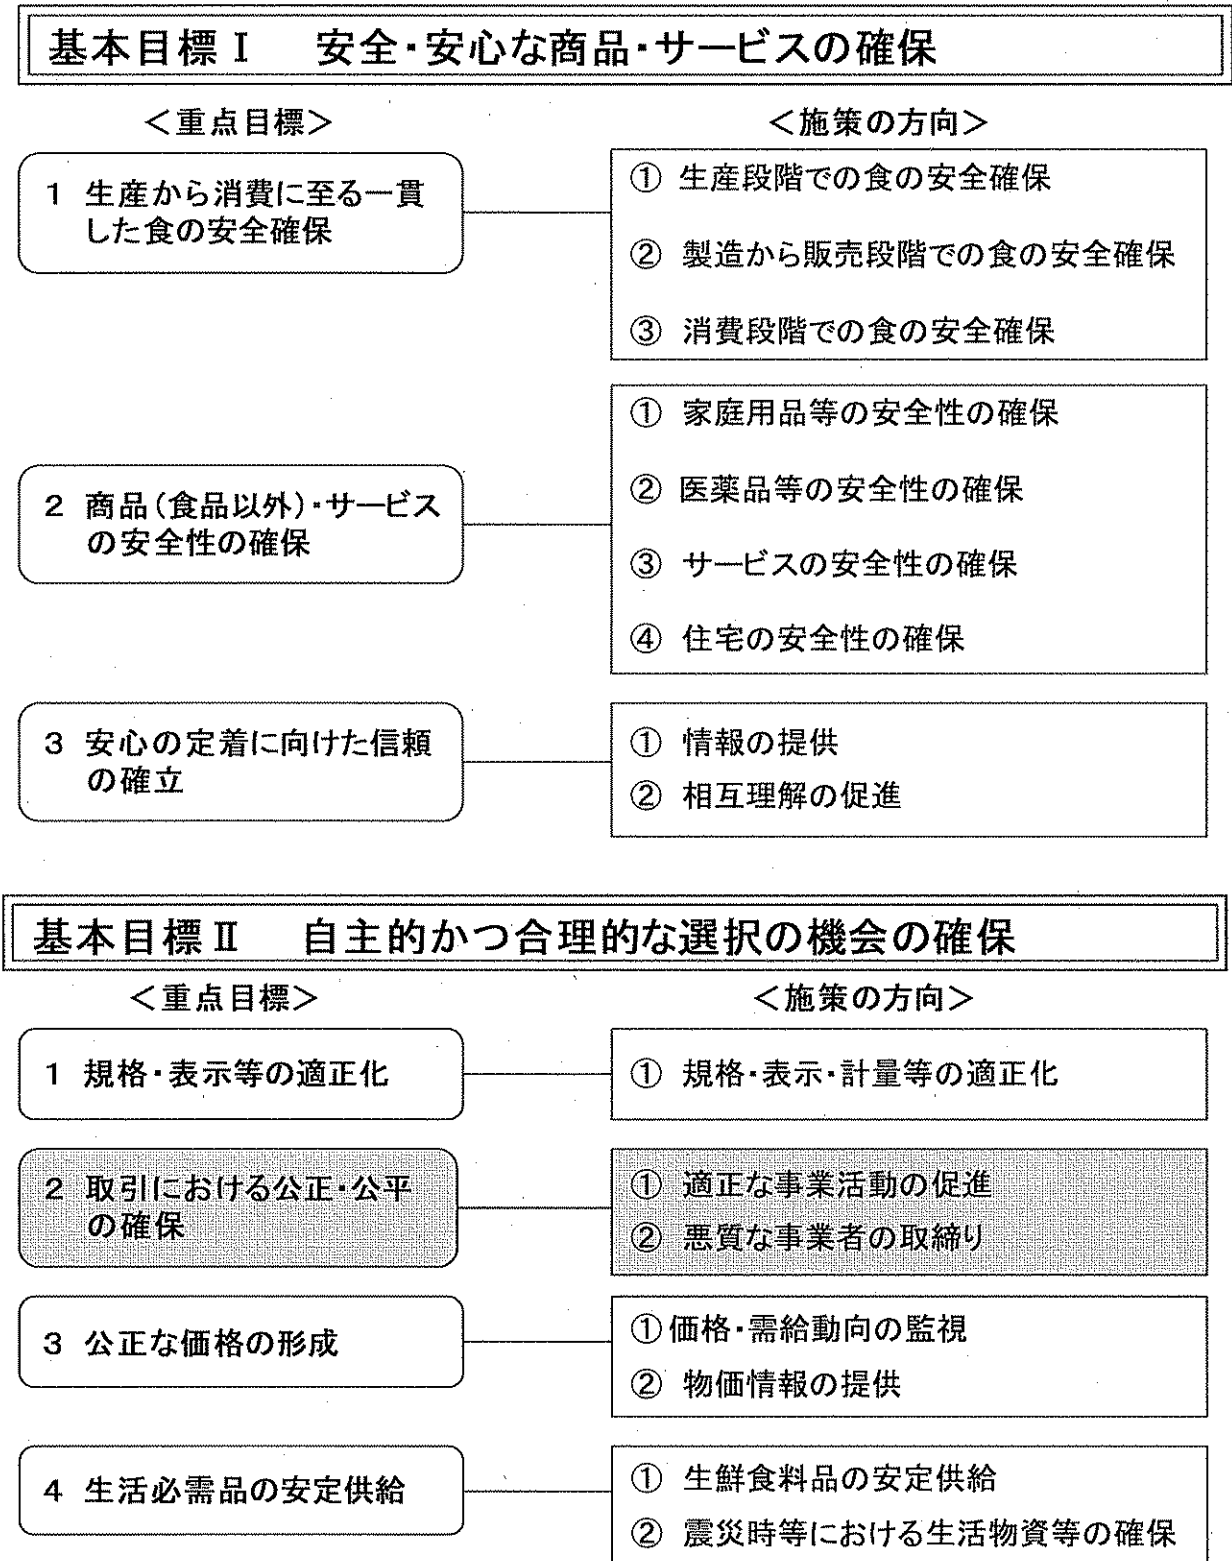 基本目標Ⅰ　安全・安心な商品・サービスの確保
＜重点目標＞
＜施策の方向＞
1 生産から消費に至る一貫
した食の安全確保
① 生産段階での食の安全確保
② 製造から販売段階での食の安全確保
③ 消費段階での食の安全確保
2 商品（食品以外）・サービス
の安全性の確保
① 家庭用品等の安全性の確保
② 医薬品等の安全性の確保
③ サービスの安全性の確保
④ 住宅の安全性の確保
3 安心の定着に向けた信頼
の確立
① 情報の提供
② 相互理解の促進
基本目標Ⅱ　自主的かつ合理的な選択の機会の確保
＜重点目標＞
＜施策の方向＞
1 規格・表示等の適正化
① 規格・表示・計量等の適正化
2 取引における公正・公平
の確保
① 適正な事業活動の促進
② 悪質な事業者の取締り
3 公正な価格の形成
①価格・需給動向の監視
② 物価情報の提供
4 生活必需品の安定供給
① 生鮮食料品の安定供給
② 震災時等における生活物資等の確保